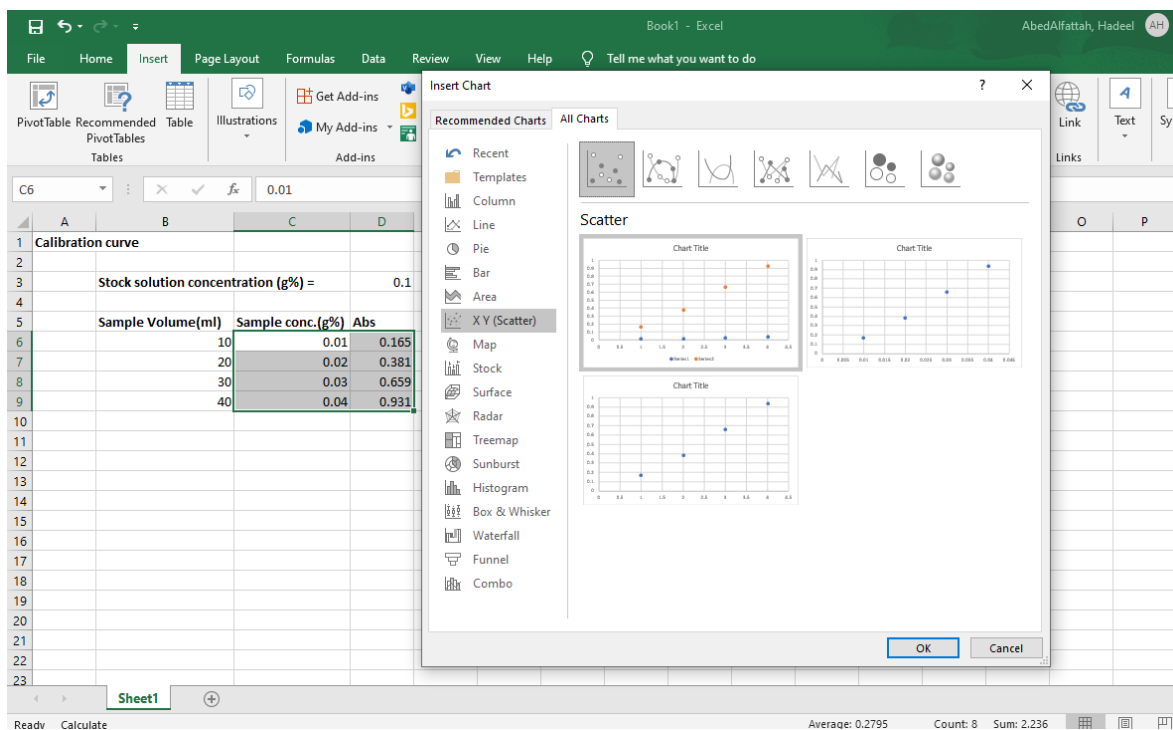 Book1 - Excel
AbedAlfattah, Hadeel AH
File Home Insert Page Layout Formulas Data Review View Help Tell me what you want to do
PivotTable Recommended PivotTables Table
Tables
Illustrations
Get Add-ins
My Add-ins
Add-ins
Link
Links
Text
Sy
C6 fx 0.01
A B C D O P
1 Calibration curve
2
3 Stock solution concentration (g%) = 0.1
4
5 Sample Volume(ml) Sample conc.(g%) Abs
6 10 0.01 0.165
7 20 0.02 0.381
8 30 0.03 0.659
9 40 0.04 0.931
10
11
12
13
14
15
16
17
18
19
20
21
22
23
Insert Chart ? ×
Recommended Charts All Charts
Recent
Templates
Column
Line
Pie
Bar
Area
X Y (Scatter)
Map
Stock
Surface
Radar
Treemap
Sunburst
Histogram
Box & Whisker
Waterfall
Funnel
Combo
Scatter
Chart Title
Chart Title
Chart Title
OK Cancel
Sheet1
Ready Calculate Average: 0.2795 Count: 8 Sum: 2.236